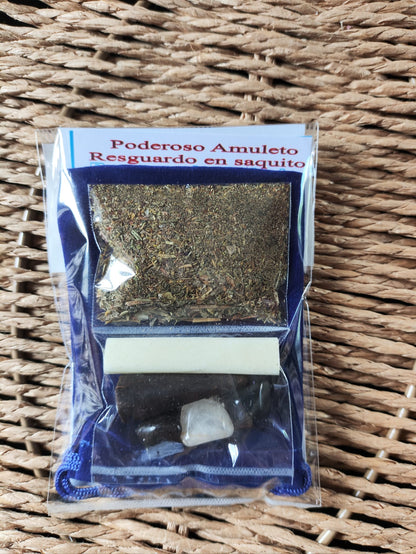 Poderoso Amuleto
Resguardo en saquito